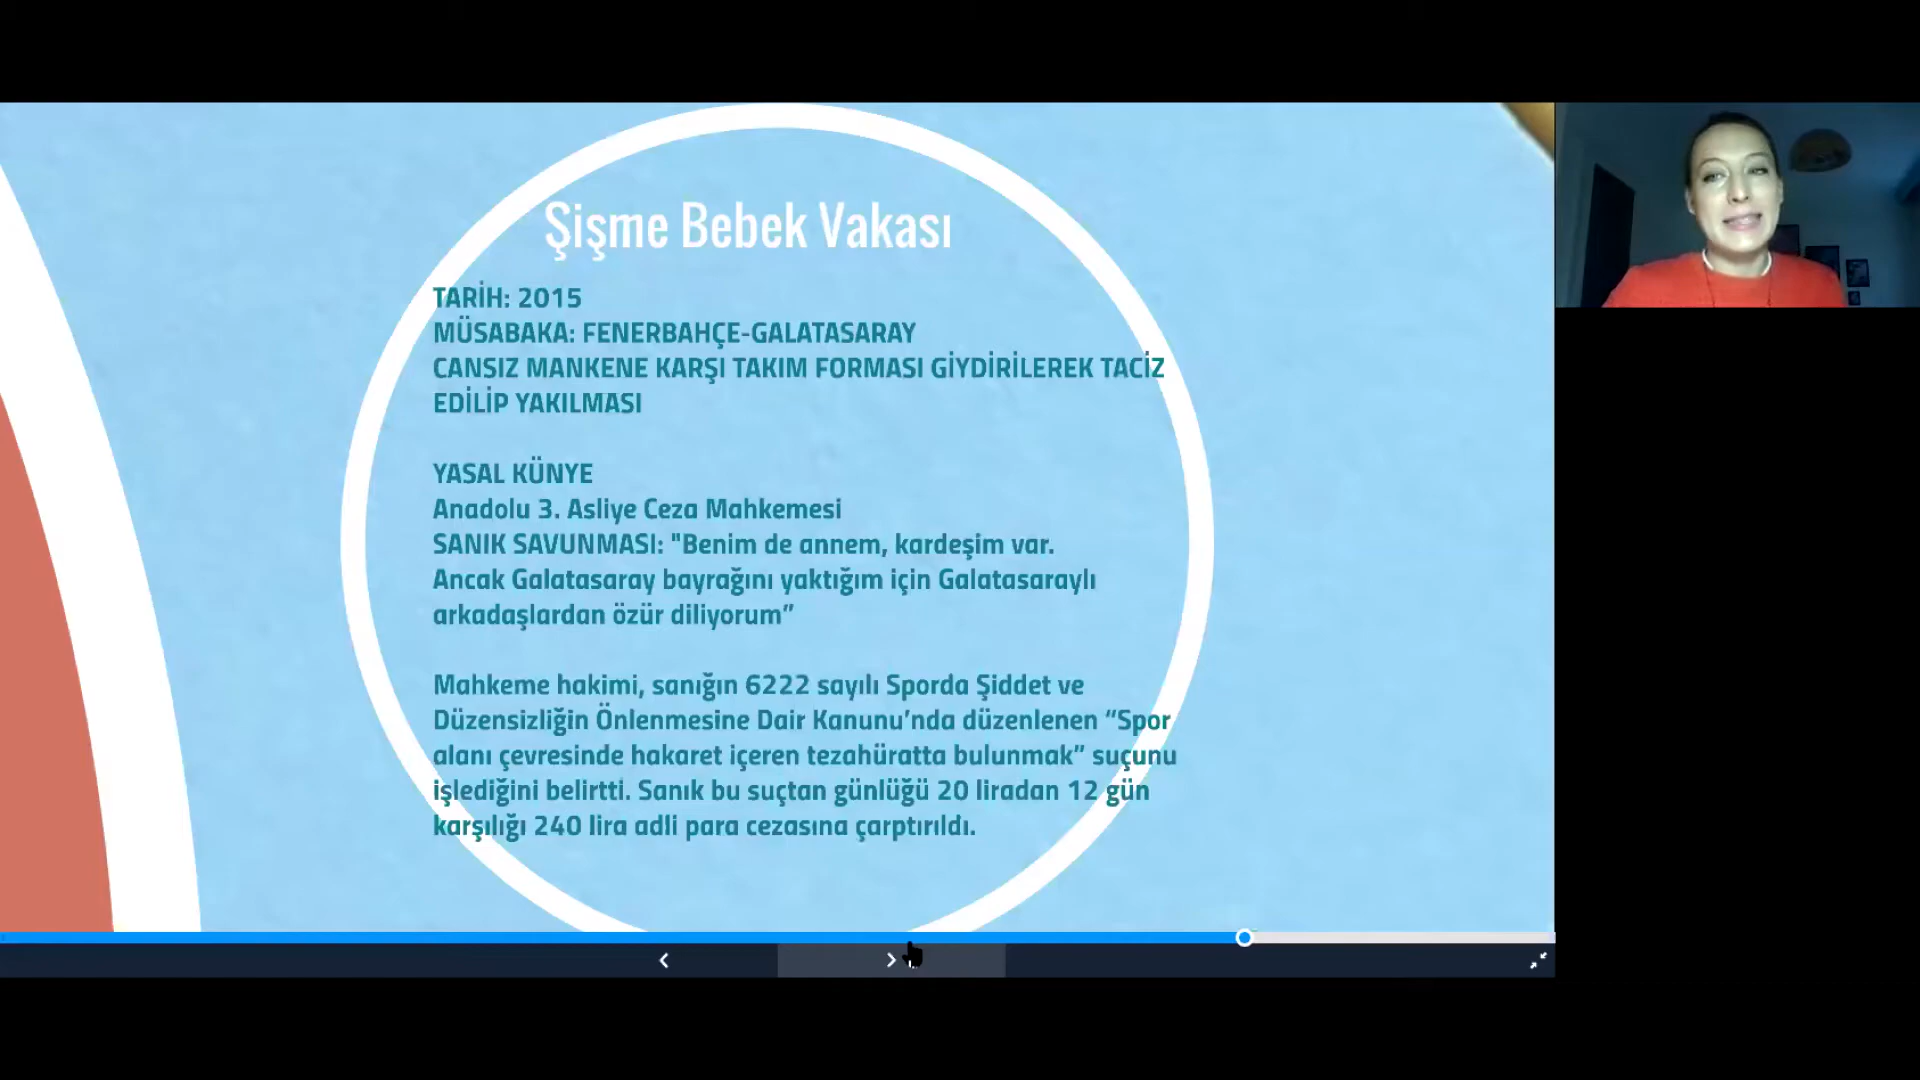 Şişme Bebek Vakası
TARİH: 2015
MÜSABAKA: FENERBAHÇE-GALATASARAY
CANSIZ MANKENE KARŞI TAKIM FORMASI GİYDİRİLEREK TACİZ
EDİLİP YAKILMASI
YASAL KÜNYE
Anadolu 3. Asliye Ceza Mahkemesi
SANIK SAVUNMASI: "Benim de annem, kardeşim var.
Ancak Galatasaray bayrağını yaktığım için Galatasaraylı
arkadaşlardan özür diliyorum”
Mahkeme hakimi, sanığın 6222 sayılı Sporda Şiddet ve
Düzensizliğin Önlenmesine Dair Kanunu’nda düzenlenen “Spor
alanı çevresinde hakaret içeren tezahüratta bulunmak” suçunu
işlediğini belirtti. Sanık bu suçtan günlüğü 20 liradan 12 gün
karşılığı 240 lira adli para cezasına çarptırıldı.